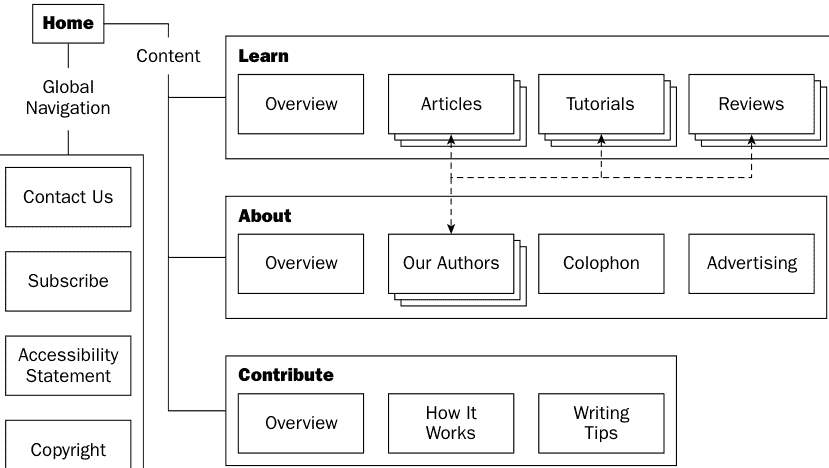 Home
Content
Global
Navigation
Contact Us
Subscribe
Accessibility
Statement
Copyright
Learn
Overview
Articles
Tutorials
Reviews
About
Overview
Our Authors
Colophon
Advertising
Contribute
Overview
How It
Works
Writing
Tips